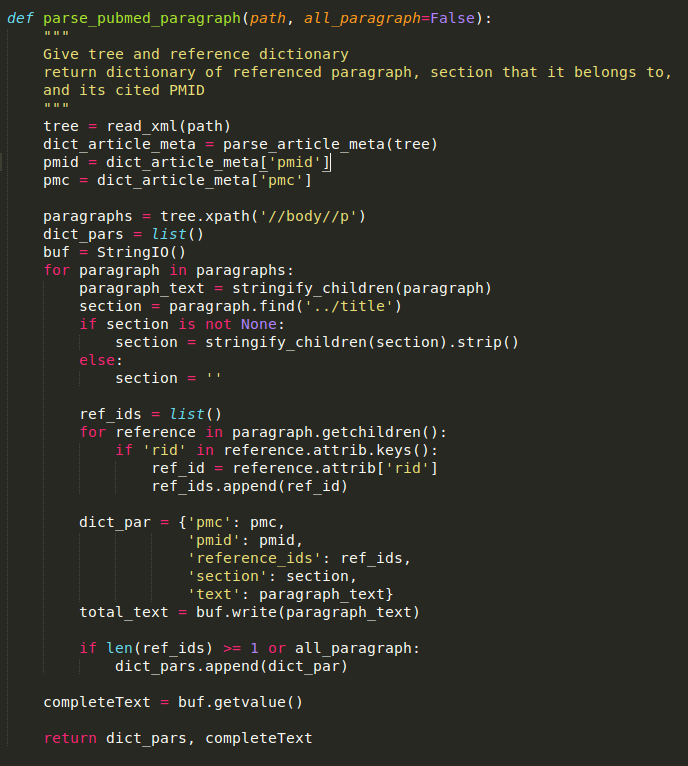 def parse_pubmed_paragraph(path, all_paragraph=False):
    """
    Give tree and reference dictionary
    return dictionary of referenced paragraph, section that it belongs to,
    and its cited PMID
    """
    tree = read_xml(path)
    dict_article_meta = parse_article_meta(tree)
    pmid = dict_article_meta['pmid']
    pmc = dict_article_meta['pmc']

    paragraphs = tree.xpath('//body//p')
    dict_pars = list()
    buf = StringIO()
    for paragraph in paragraphs:
        paragraph_text = stringify_children(paragraph)
        section = paragraph.find('../title')
        if section is not None:
            section = stringify_children(section).strip()
        else:
            section = ''

        ref_ids = list()
        for reference in paragraph.getchildren():
            if 'rid' in reference.attrib.keys():
                ref_id = reference.attrib['rid']
                ref_ids.append(ref_id)

        dict_par = {'pmc': pmc,
                    'pmid': pmid,
                    'reference_ids': ref_ids,
                    'section': section,
                    'text': paragraph_text}
        total_text = buf.write(paragraph_text)

        if len(ref_ids) >= 1 or all_paragraph:
            dict_pars.append(dict_par)

    completeText = buf.getvalue()

    return dict_pars, completeText